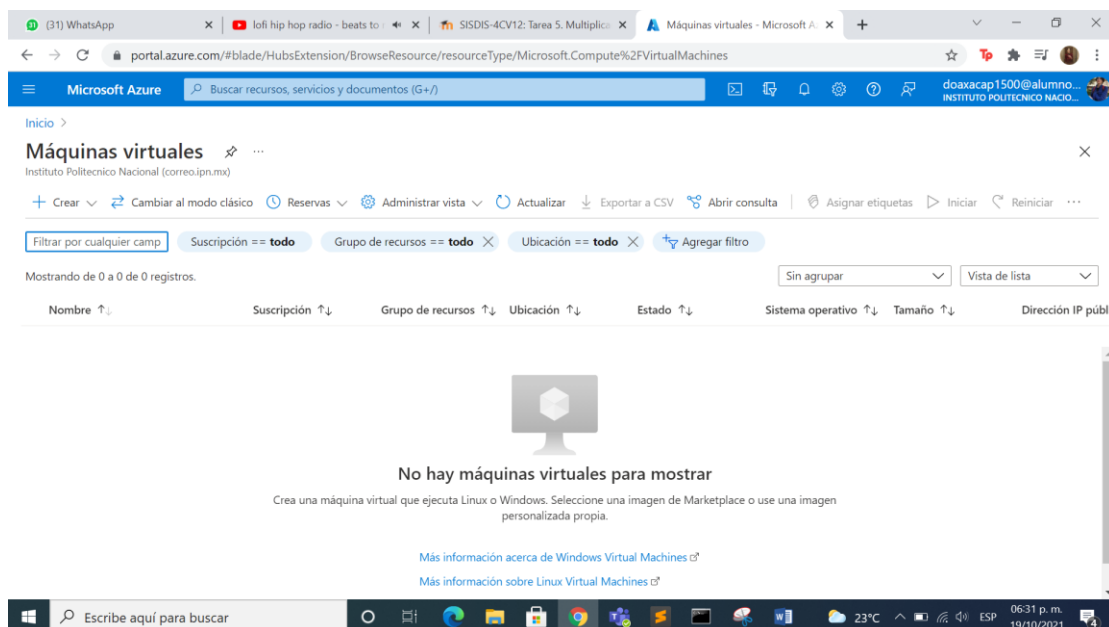 (31) WhatsApp
lofi hip hop radio - beats to
SISDIS-4CV12: Tarea 5. Multiplica
Máquinas virtuales - Microsoft A
portal.azure.com/#blade/HubsExtension/BrowseResource/resourceType/Microsoft.Compute%2FVirtualMachines
Tp
Microsoft Azure
Buscar recursos, servicios y documentos (G+/)
doaxacap1500@alumno...
INSTITUTO POLITECNICO NACIO...
Inicio >
Máquinas virtuales ...
Instituto Politecnico Nacional (correo.ipn.mx)
+ Crear Cambiar al modo clásico Reservas Administrar vista Actualizar Exportar a CSV Abrir consulta Asignar etiquetas Iniciar Reiniciar ...
Filtrar por cualquier camp Suscripción == todo Grupo de recursos == todo Ubicación == todo Agregar filtro
Mostrando de 0 a 0 de 0 registros. Sin agrupar Vista de lista
Nombre ↑↓ Suscripción ↑↓ Grupo de recursos ↑↓ Ubicación ↑↓ Estado ↑↓ Sistema operativo ↑↓ Tamaño ↑↓ Dirección IP públ
No hay máquinas virtuales para mostrar
Crea una máquina virtual que ejecuta Linux o Windows. Seleccione una imagen de Marketplace o use una imagen
personalizada propia.
Más información acerca de Windows Virtual Machines
Más información sobre Linux Virtual Machines
Escribe aquí para buscar
23°C
ESP
06:31 p. m.
19/10/2021
4